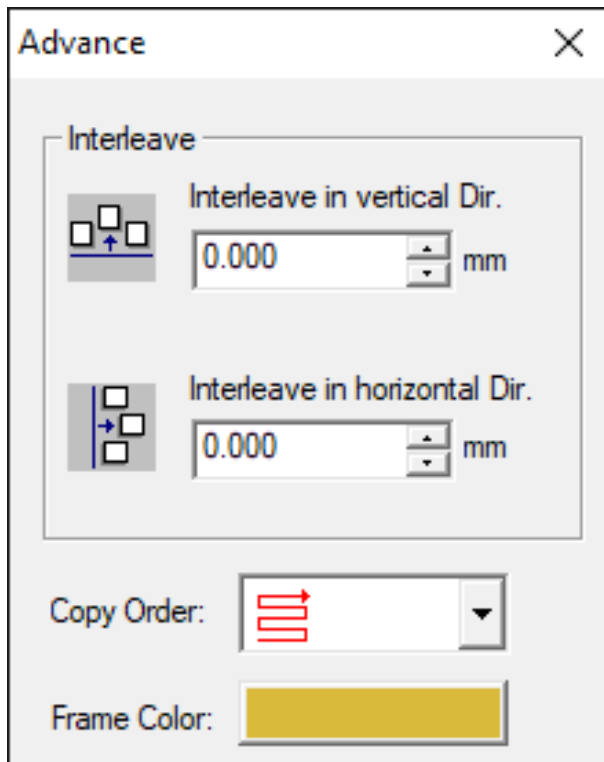 Advance
Interleave
Interleave in vertical Dir.
0.000 mm
Interleave in horizontal Dir.
0.000 mm
Copy Order:
Frame Color: